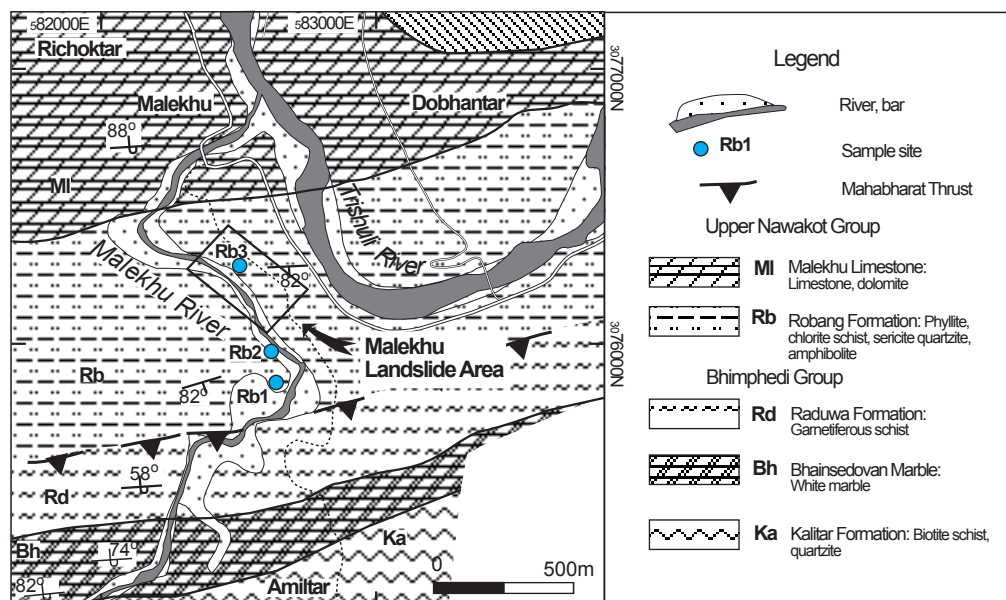 582000E
583000E
Richoktar
3077000N
Malekhu
Dobhantar
88°
Ml
Trishuli River
Malekhu River
Rb3
82°
Rb2
Malekhu
Landslide Area
3076000N
Rb
82°
Rb1
58°
Rd
Ka
Bh
74°
82°
Amiltar
0
500m
Legend
River, bar
Rb1
Sample site
Mahabharat Thrust
Upper Nawakot Group
Ml
Malekhu Limestone:
Limestone, dolomite
Rb
Robang Formation: Phyllite,
chlorite schist, sericite quartzite,
amphibolite
Bhimphedi Group
Rd
Raduwa Formation:
Garnetiferous schist
Bh
Bhainsedovan Marble:
White marble
Ka
Kalitar Formation: Biotite schist,
quartzite